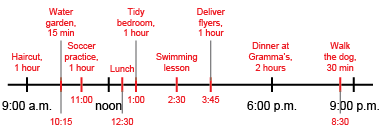 Water
garden,
15 min
Tidy
bedroom,
1 hour
Deliver
flyers,
1 hour
Haircut,
1 hour
Soccer
practice,
1 hour
Lunch
Swimming
lesson
Dinner at
Gramma's,
2 hours
Walk
the dog,
30 min
9:00 a.m.
11:00
noon
1:00
2:30
3:45
6:00 p.m.
9:00 p.m.
10:15
12:30
8:30